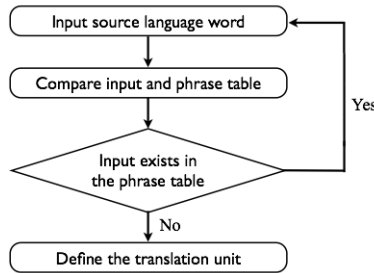 Input source language word
Compare input and phrase table
Yes
Input exists in
the phrase table
No
Define the translation unit